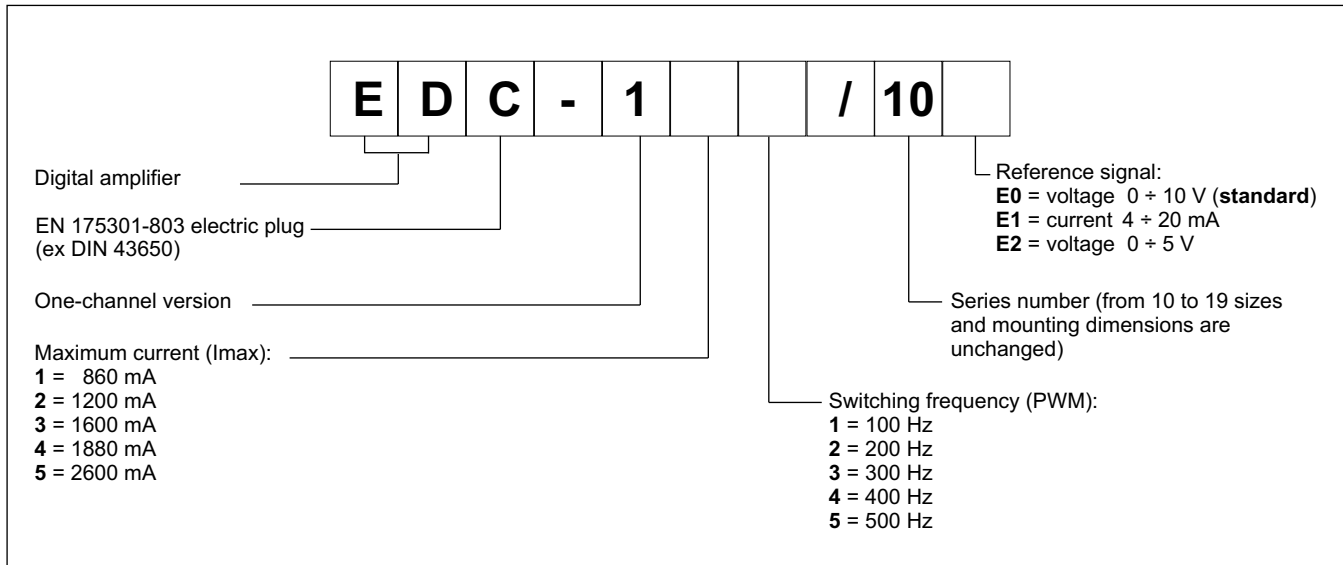 E D C - 1 / 10
Digital amplifier
EN 175301-803 electric plug
(ex DIN 43650)
One-channel version
Maximum current (Imax):
1 = 860 mA
2 = 1200 mA
3 = 1600 mA
4 = 1880 mA
5 = 2600 mA
Reference signal:
E0 = voltage 0 ÷ 10 V (standard)
E1 = current 4 ÷ 20 mA
E2 = voltage 0 ÷ 5 V
Series number (from 10 to 19 sizes
and mounting dimensions are
unchanged)
Switching frequency (PWM):
1 = 100 Hz
2 = 200 Hz
3 = 300 Hz
4 = 400 Hz
5 = 500 Hz